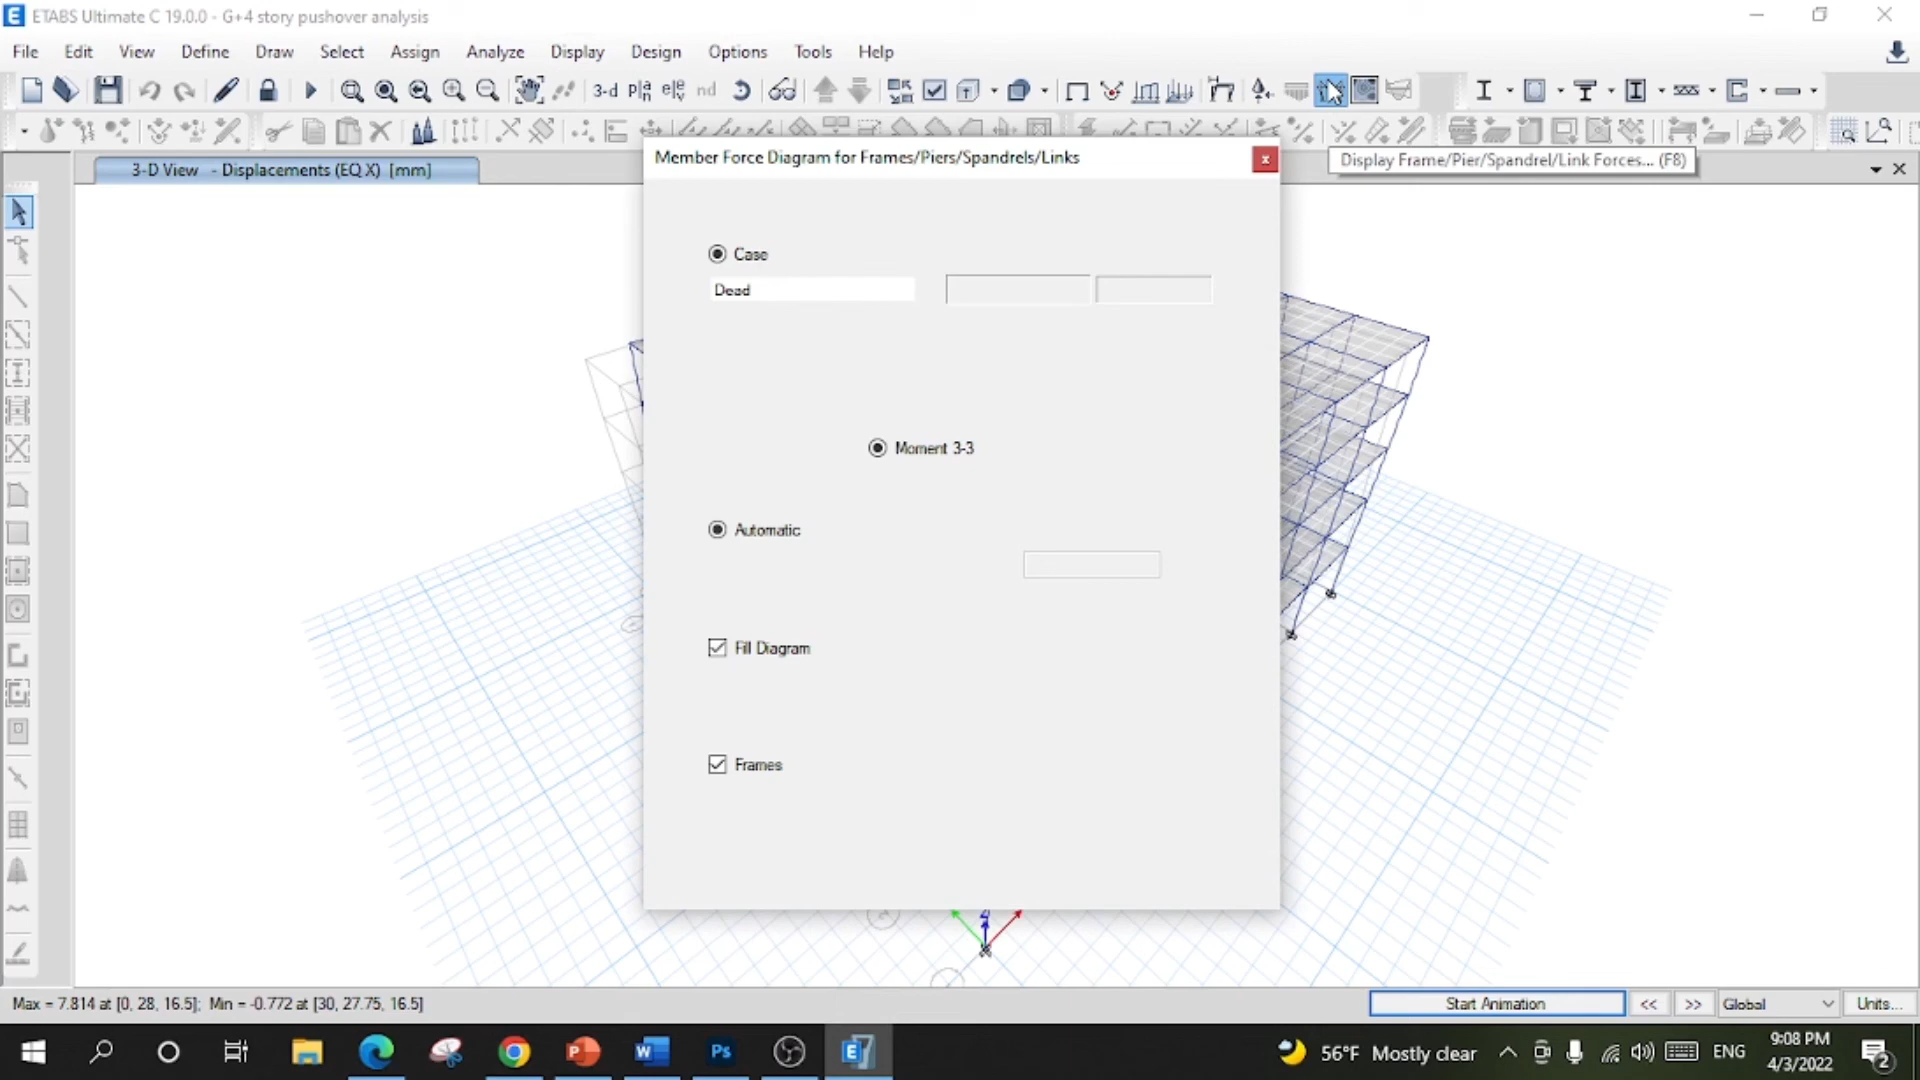 ETABS Ultimate C 19.0.0 - G+4 story pushover analysis
File Edit View Define Draw Select Assign Analyze Display Design Options Tools Help
3-d Pla elev nd
Member Force Diagram for Frames/Piers/Spandrels/Links
x
Display Frame/Pier/Spandrel/Link Forces... (F8)
3-D View - Displacements (EQ X) [mm]
Case
Dead
Moment 3-3
Automatic
Fill Diagram
Frames
Max = 7.814 at [0, 28, 16.5]; Min = -0.772 at [30, 27.75, 16.5]
Start Animation << >> Global Units...
56°F Mostly clear ENG
9:08 PM
4/3/2022
2